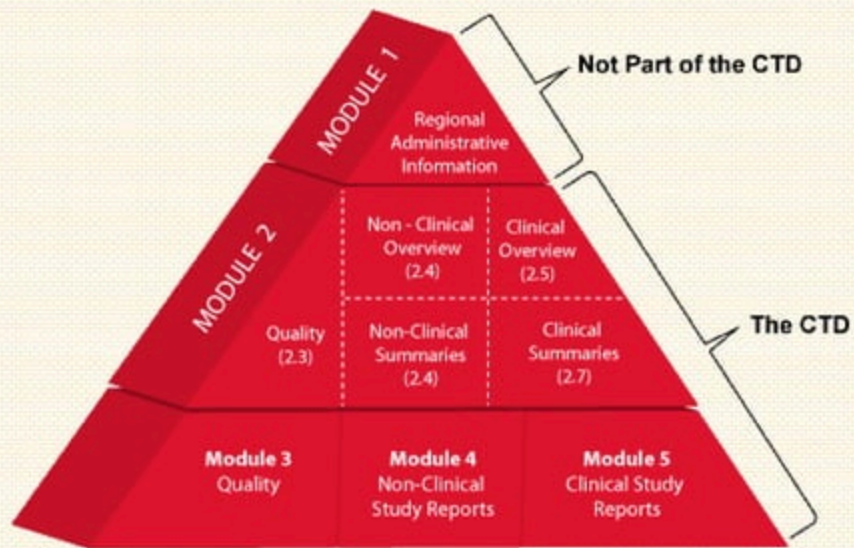 MODULE 1
Regional
Administrative
Information
Not Part of the CTD
MODULE 2
Non - Clinical
Overview
(2.4)
Clinical
Overview
(2.5)
Quality
(2.3)
Non-Clinical
Summaries
(2.4)
Clinical
Summaries
(2.7)
The CTD
Module 3
Quality
Module 4
Non-Clinical
Study Reports
Module 5
Clinical Study
Reports